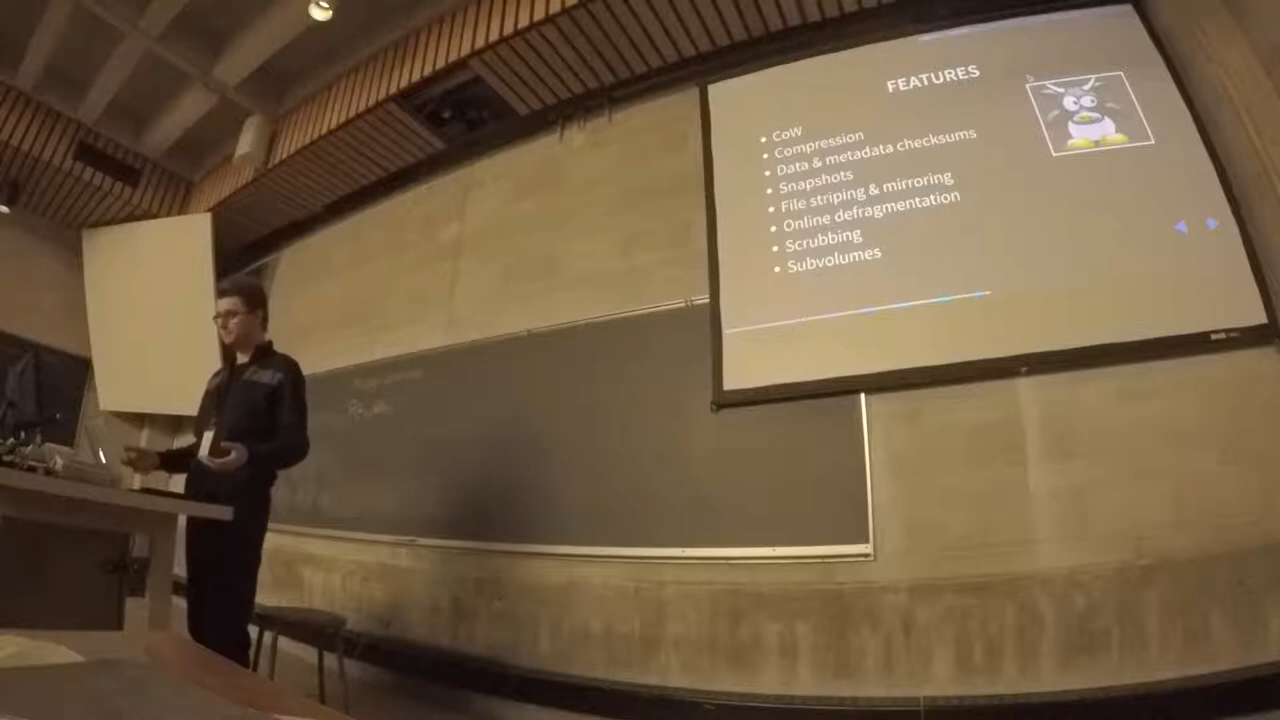 FEATURES
CoW
Compression
Data & metadata checksums
Snapshots
File striping & mirroring
Online defragmentation
Scrubbing
Subvolumes